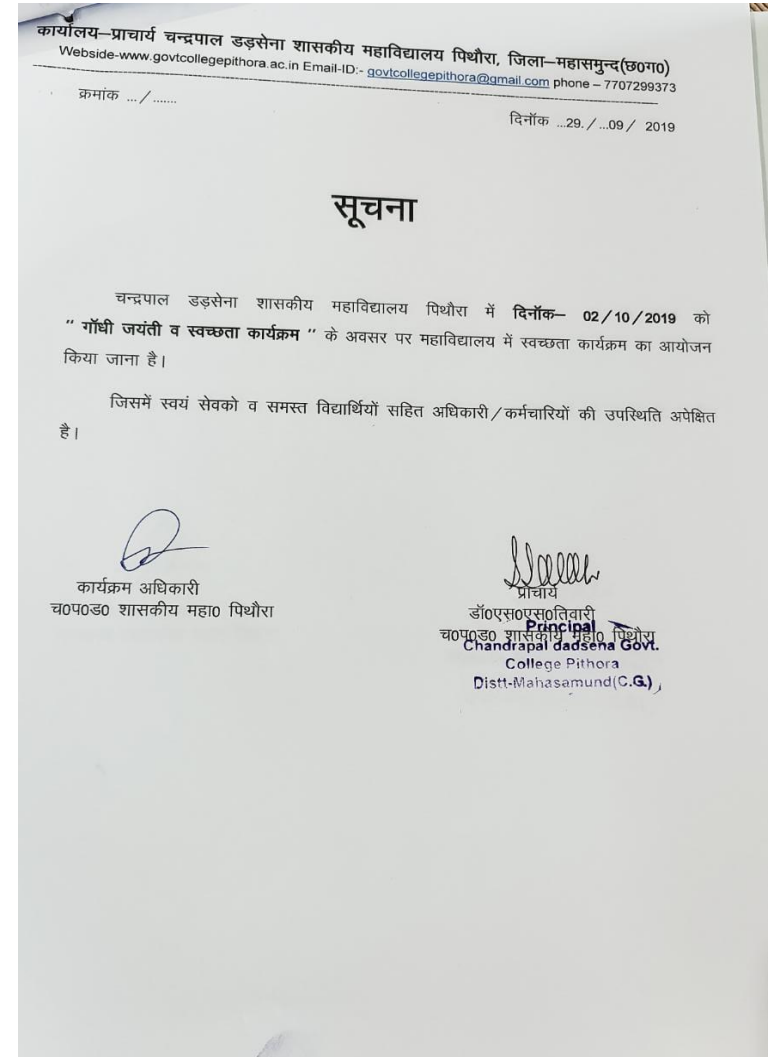 कार्यालय–प्राचार्य चन्द्रपाल डड़सेना शासकीय महाविद्यालय पिथौरा, जिला–महासमुन्द(छ0ग0)
Webside-www.govtcollegepithora.ac.in Email-ID:- govtcollegepithora@gmail.com phone – 7707299373
क्रमांक ... / .......
दिनॉक ...29. / ...09 / 2019
सूचना
चन्द्रपाल डड़सेना शासकीय महाविद्यालय पिथौरा में दिनॉक– 02/10/2019 को
" गॉधी जयंती व स्वच्छता कार्यक्रम " के अवसर पर महाविद्यालय में स्वच्छता कार्यक्रम का आयोजन
किया जाना है।
जिसमें स्वयं सेवको व समस्त विद्यार्थियों सहित अधिकारी/कर्मचारियों की उपस्थिति अपेक्षित
है।
कार्यक्रम अधिकारी
च0प0ड0 शासकीय महा0 पिथौरा
प्राचार्य
डॉ0एस0एस0तिवारी
च0प0ड0 शासकीय महा0 पिथौरा
Principal
Chandrapal dadsena Govt.
College Pithora
Distt-Mahasamund(C.G.)